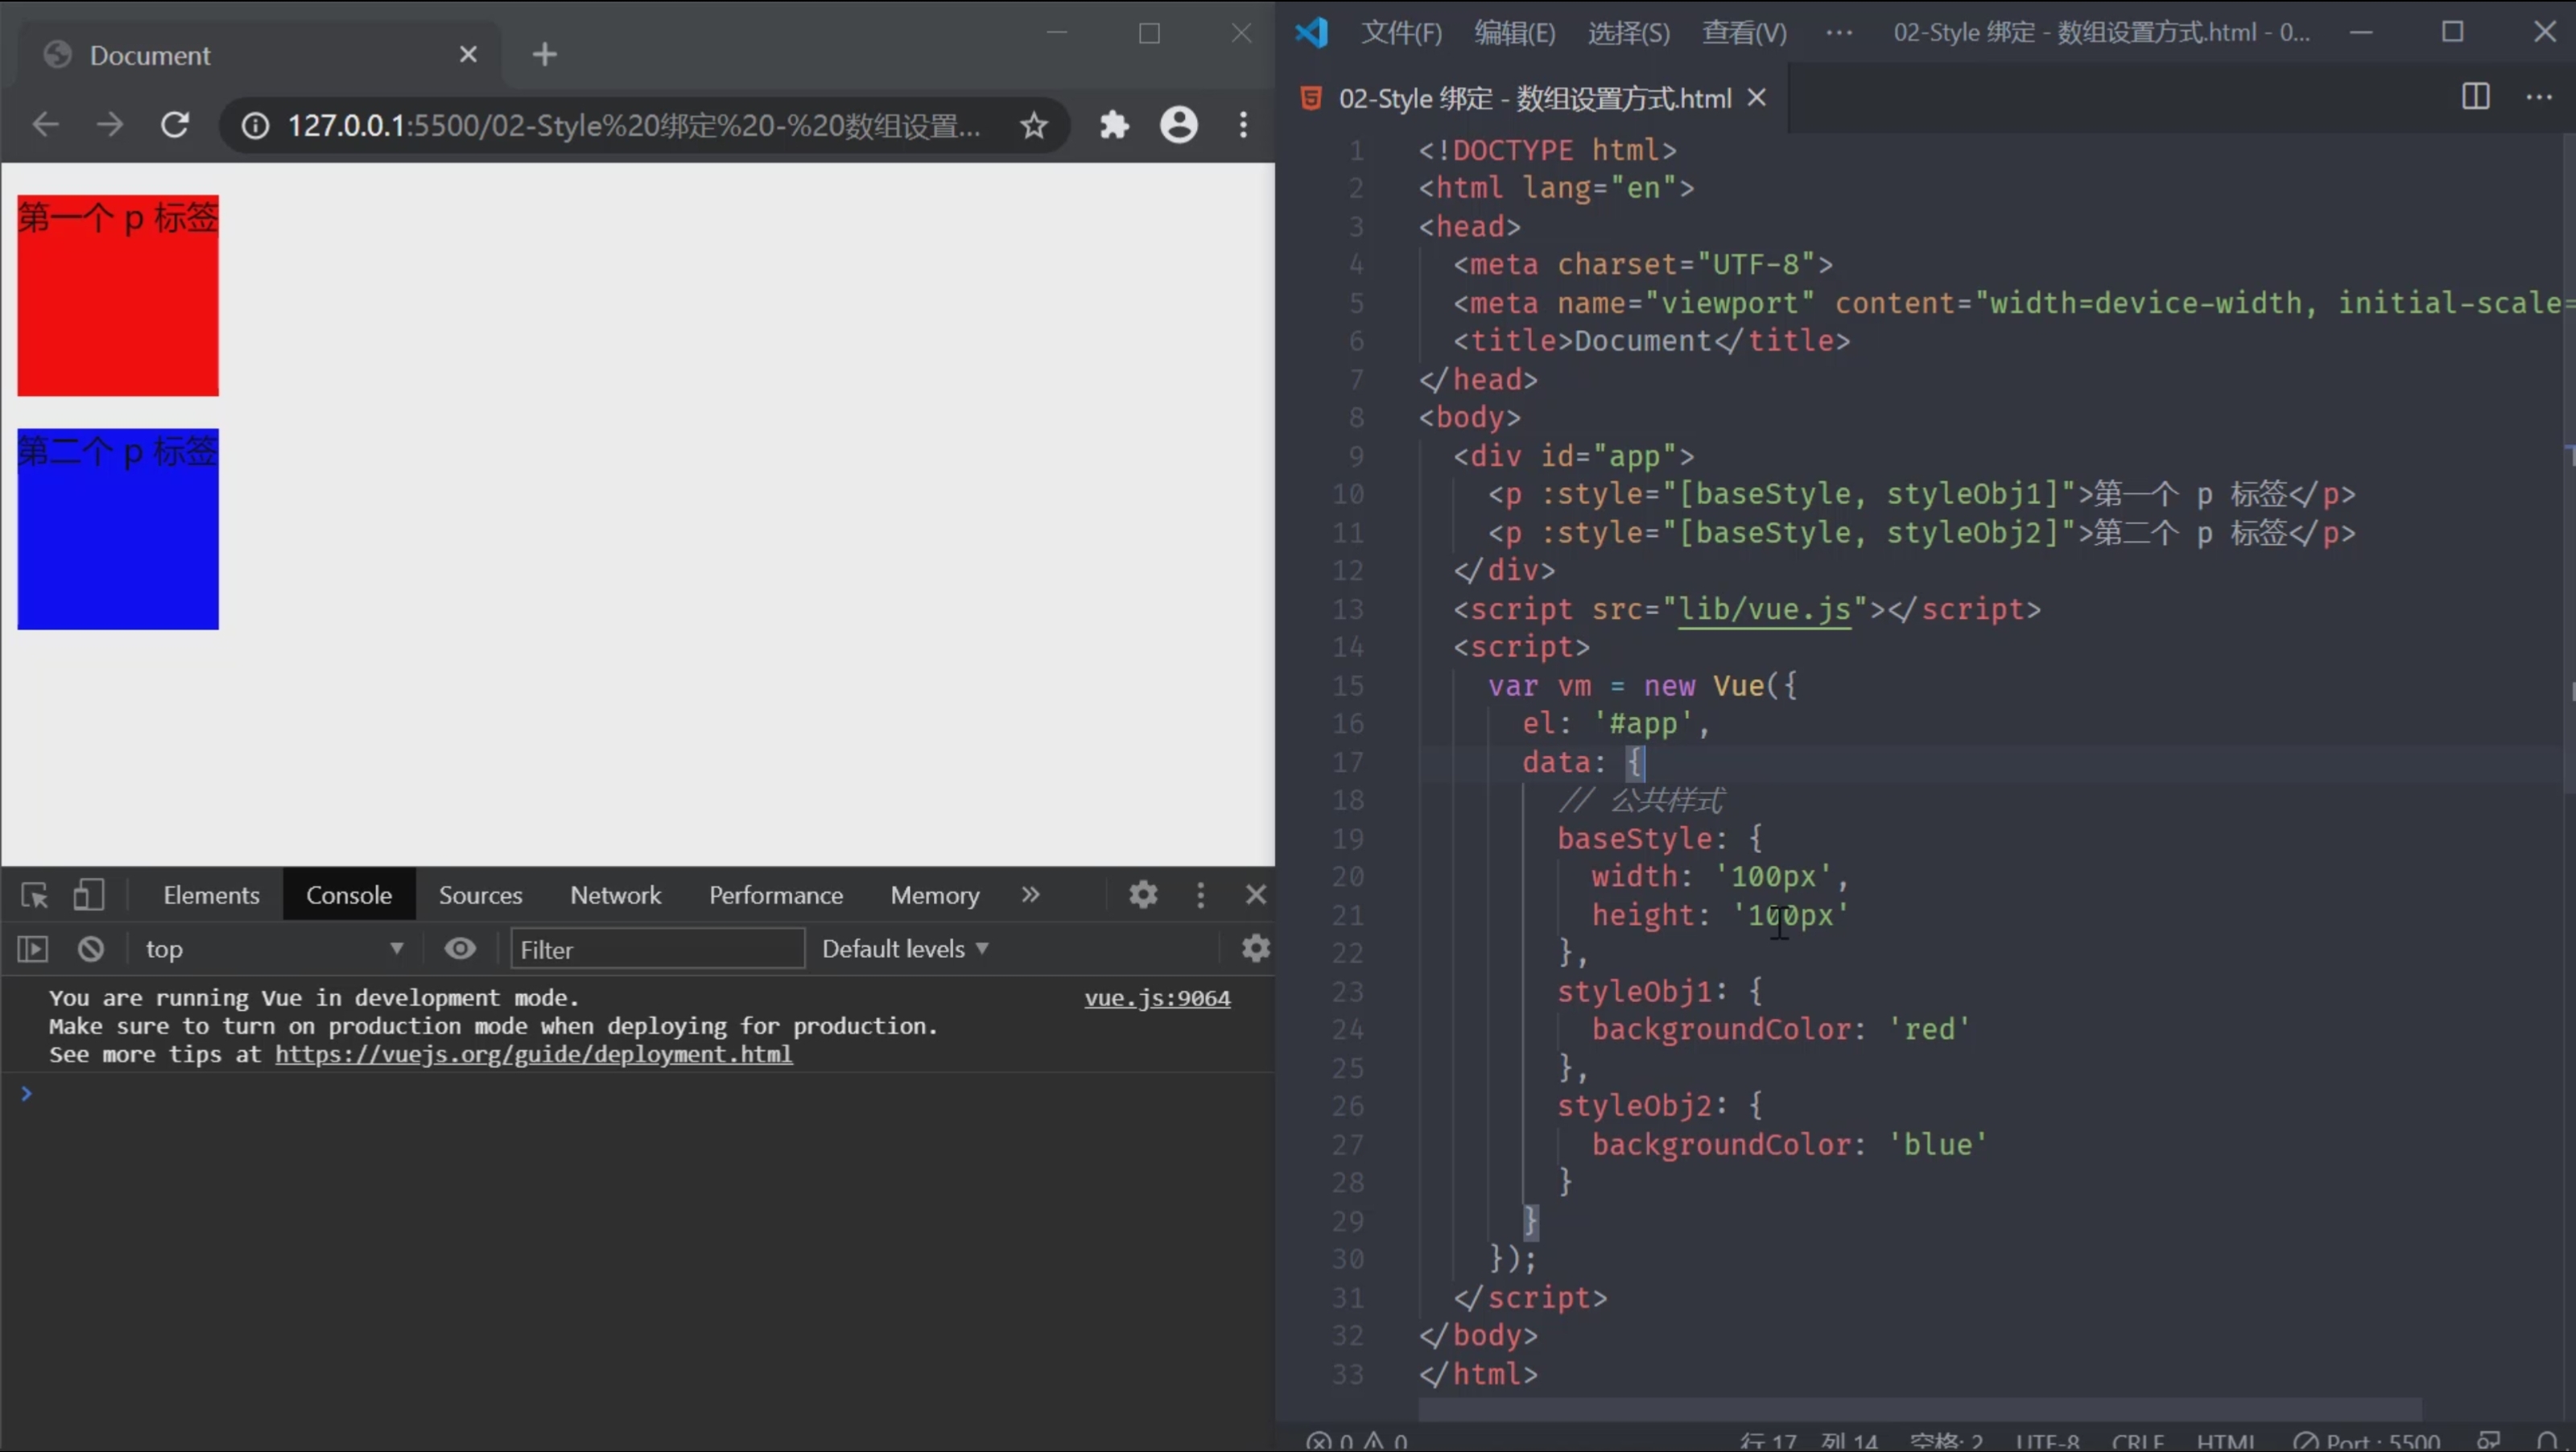 Document
127.0.0.1:5500/02-Style%20绑定%20-%20数组设置...
第一个 p 标签
第二个 p 标签
Elements Console Sources Network Performance Memory
top Filter Default levels
You are running Vue in development mode. vue.js:9064
Make sure to turn on production mode when deploying for production.
See more tips at https://vuejs.org/guide/deployment.html
文件(F) 编辑(E) 选择(S) 查看(V) ··· 02-Style 绑定 - 数组设置方式.html - 0...
02-Style 绑定 - 数组设置方式.html
1 <!DOCTYPE html>
2 <html lang="en">
3 <head>
4 <meta charset="UTF-8">
5 <meta name="viewport" content="width=device-width, initial-scale=
6 <title>Document</title>
7 </head>
8 <body>
9 <div id="app">
10 <p :style="[baseStyle, styleObj1]">第一个 p 标签</p>
11 <p :style="[baseStyle, styleObj2]">第二个 p 标签</p>
12 </div>
13 <script src="lib/vue.js"></script>
14 <script>
15 var vm = new Vue({
16 el: '#app',
17 data: {
18 // 公共样式
19 baseStyle: {
20 width: '100px',
21 height: '100px'
22 },
23 styleObj1: {
24 backgroundColor: 'red'
25 },
26 styleObj2: {
27 backgroundColor: 'blue'
28 }
29 }
30 });
31 </script>
32 </body>
33 </html>
0 0 行 17 列 14 空格: 2 UTF-8 CRLF HTML Port : 5500